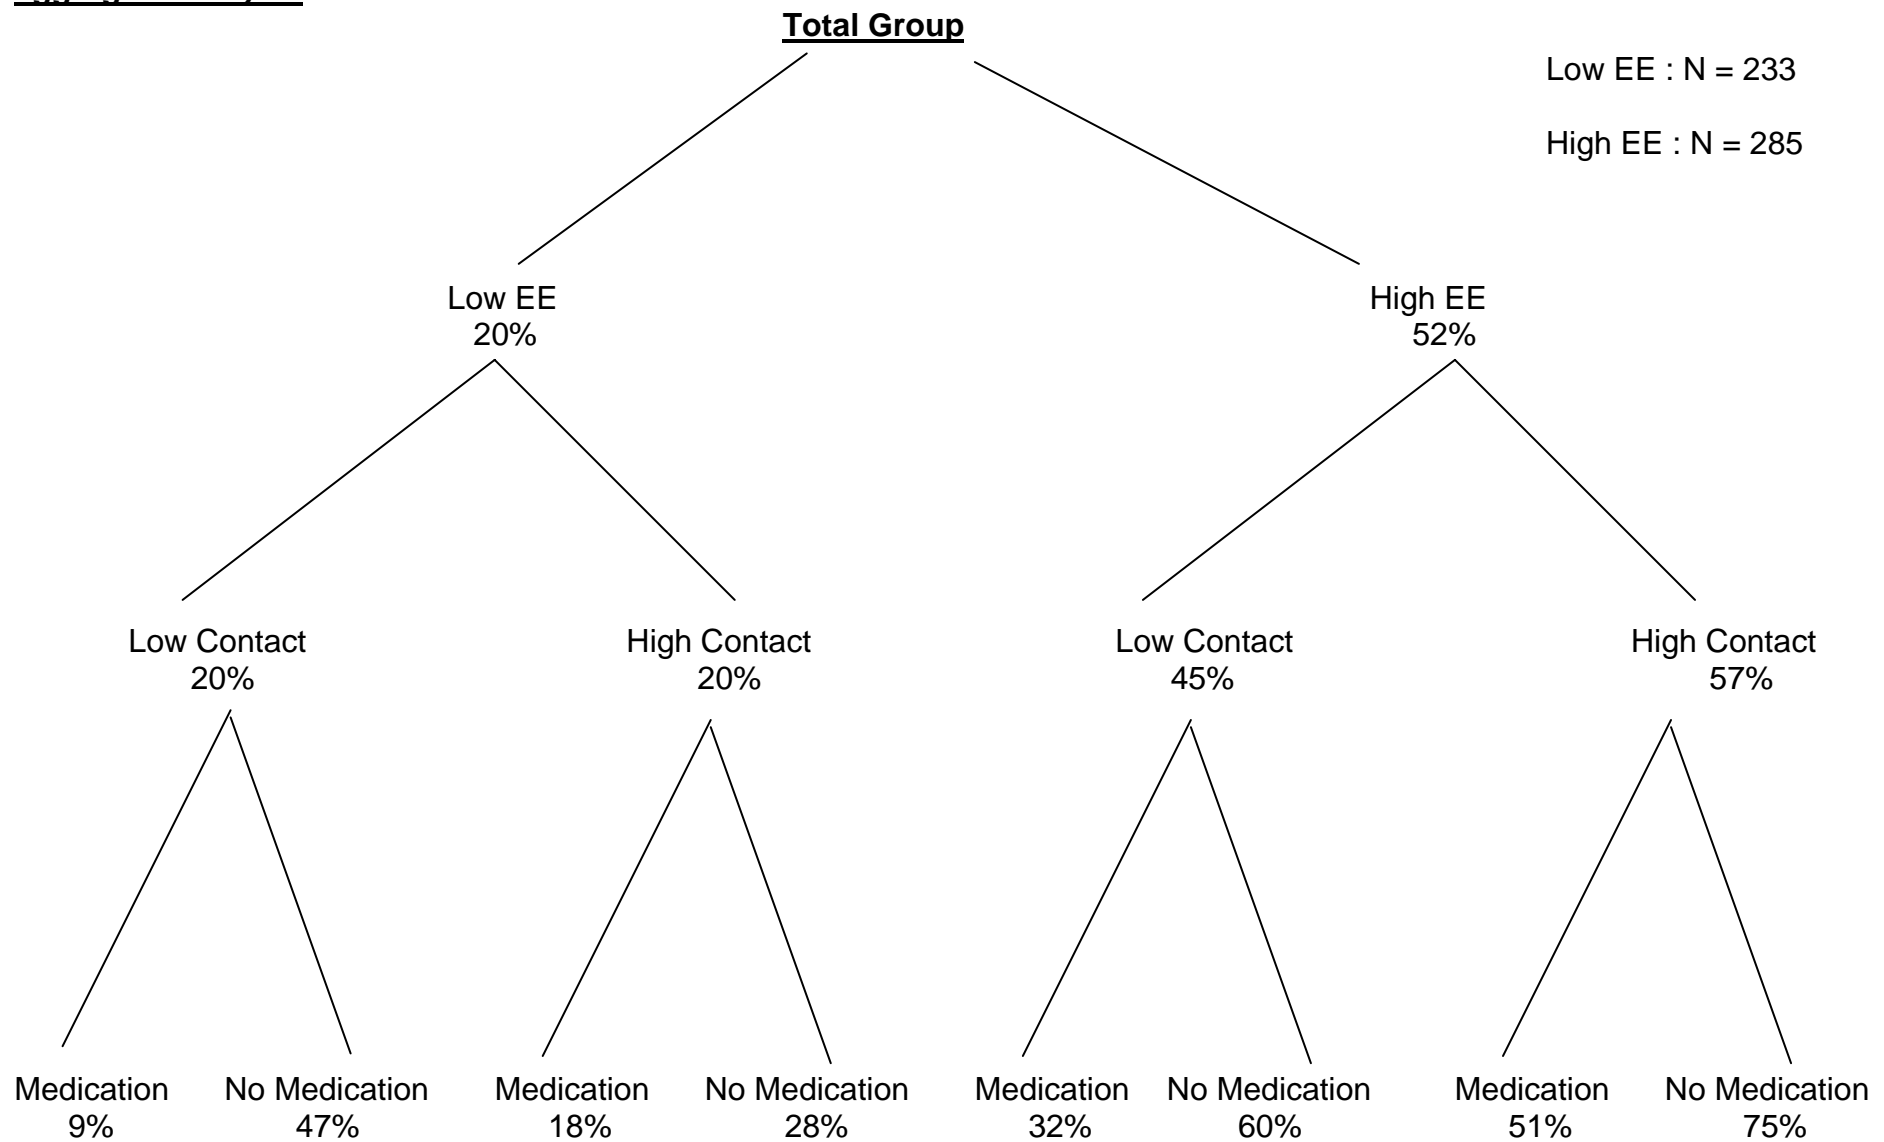 Total Group
Low EE : N = 233
High EE : N = 285
Low EE
20%
High EE
52%
Low Contact
20%
High Contact
20%
Low Contact
45%
High Contact
57%
Medication
9%
No Medication
47%
Medication
18%
No Medication
28%
Medication
32%
No Medication
60%
Medication
51%
No Medication
75%